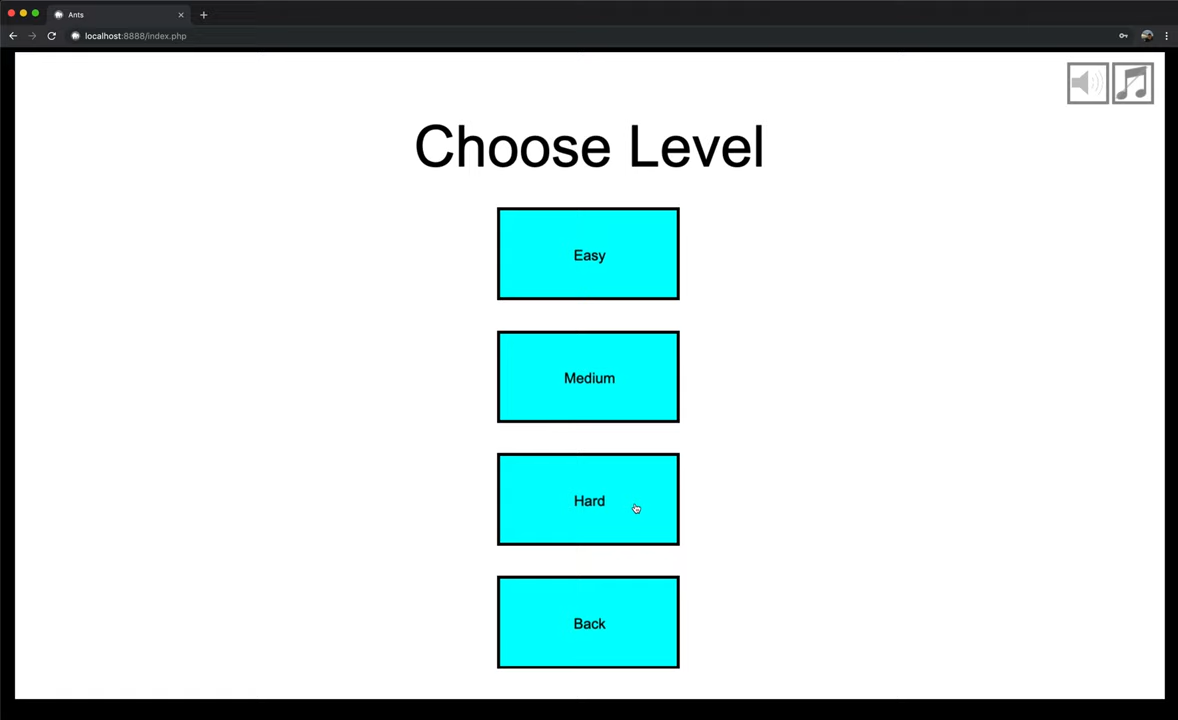 Ants
localhost:8888/index.php
Choose Level
Easy
Medium
Hard
Back